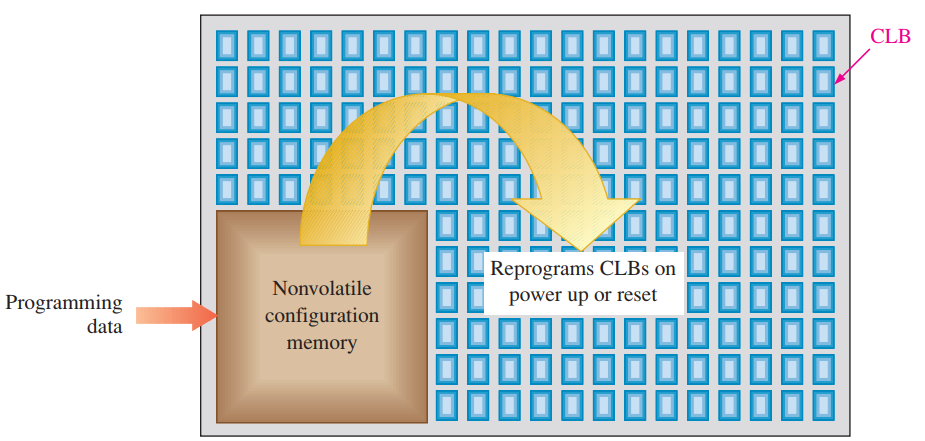 CLB
Reprograms CLBs on
power up or reset
Nonvolatile
configuration
memory
Programming
data